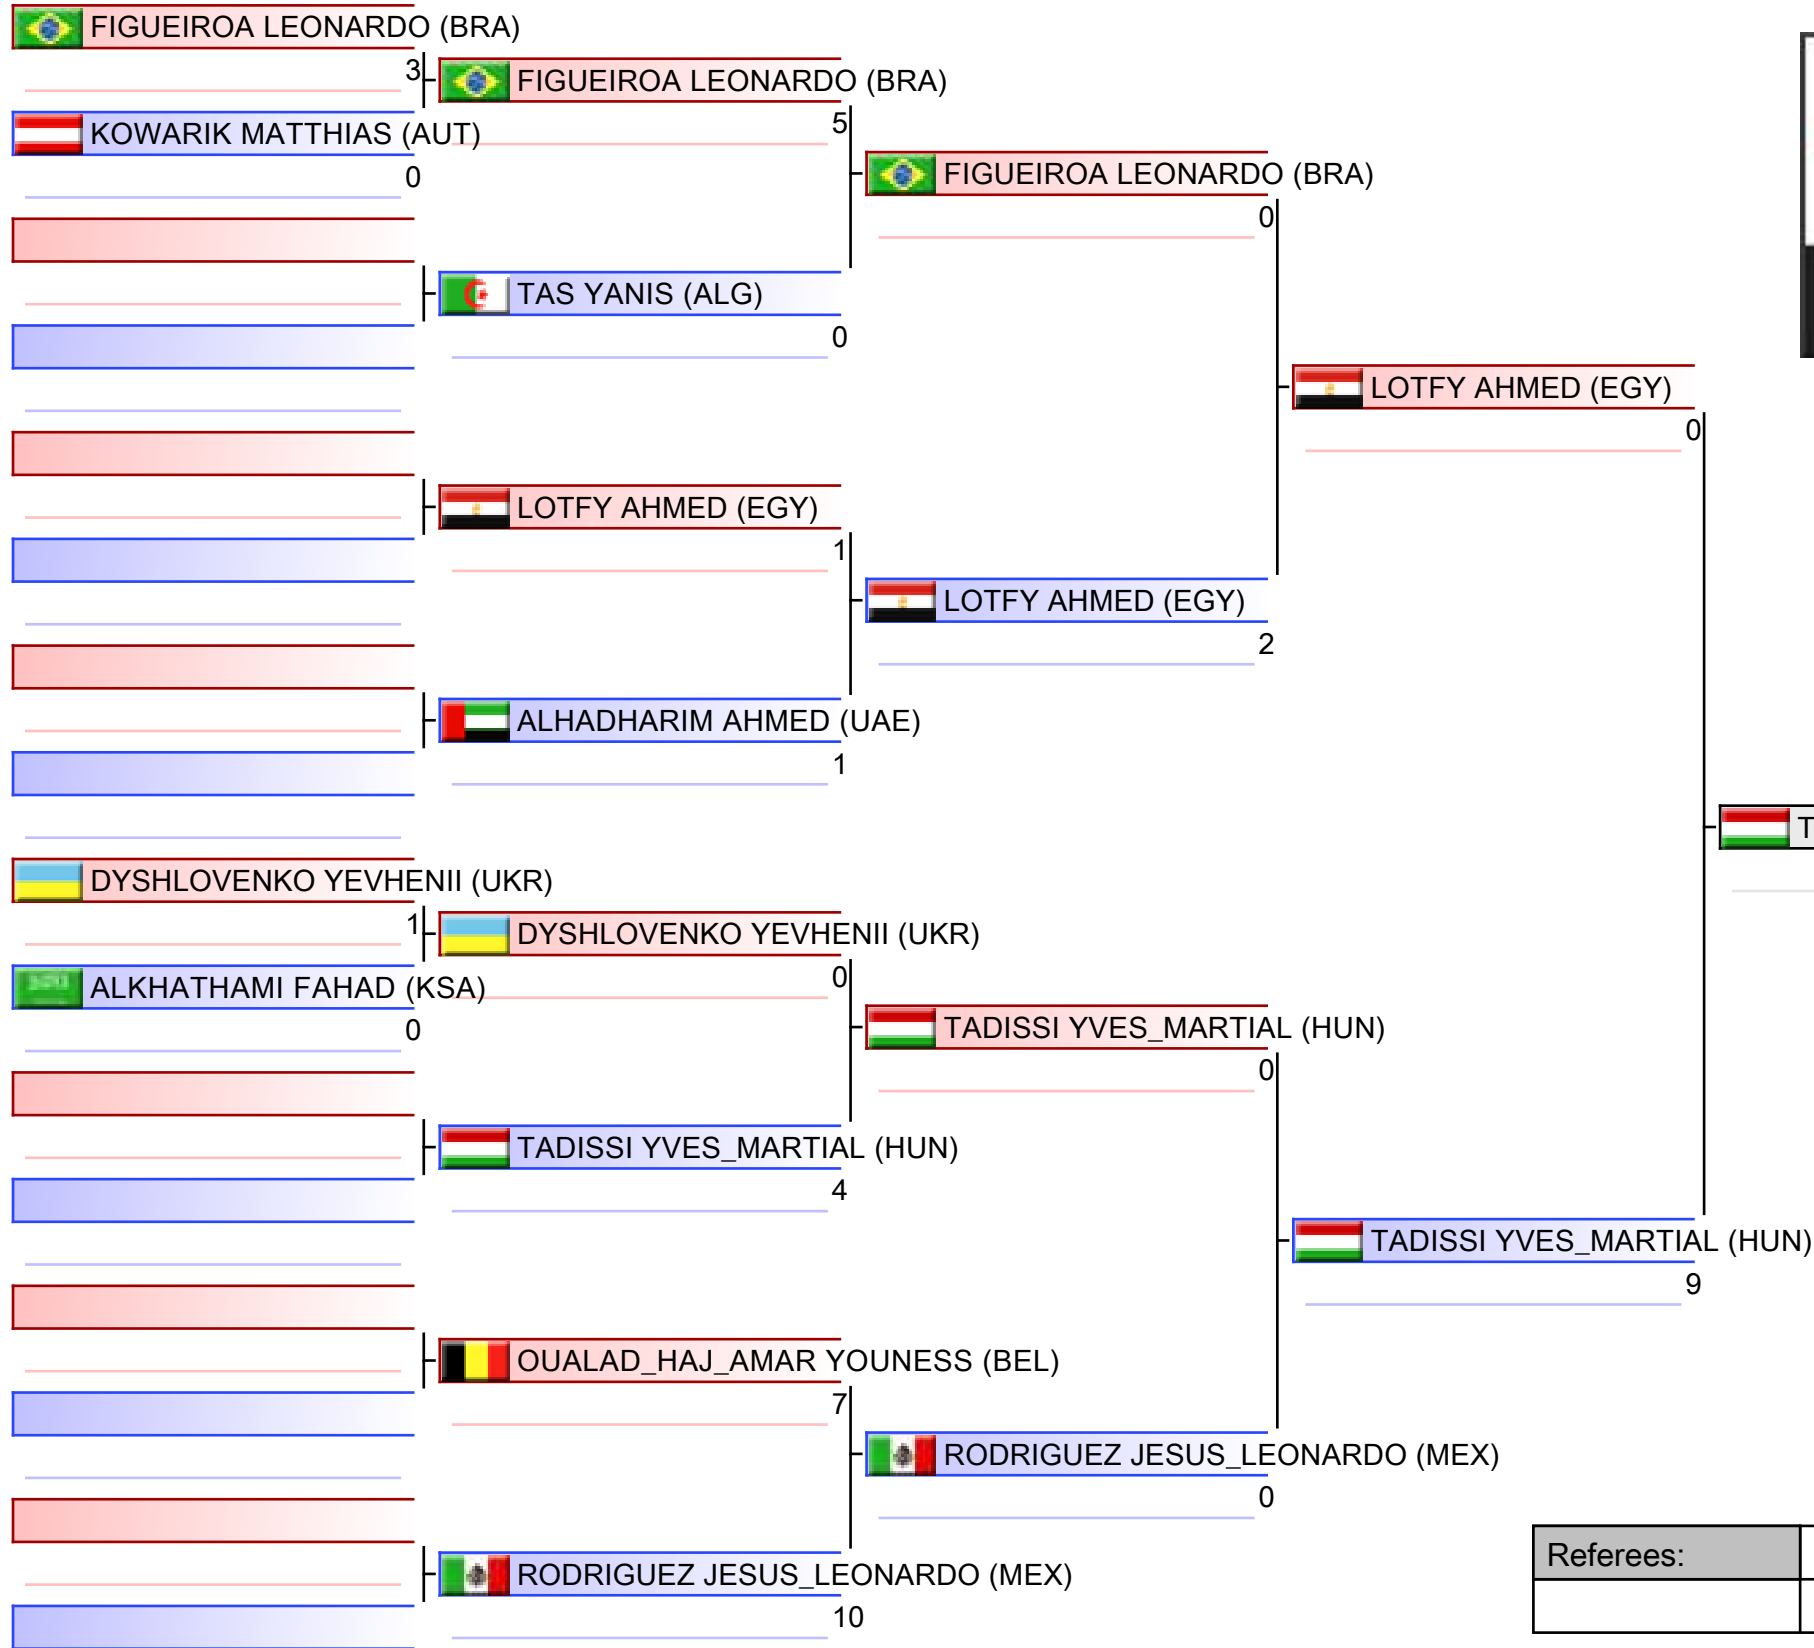 FIGUEIROA LEONARDO (BRA)
3
KOWARIK MATTHIAS (AUT)
0
DYSHLOVENKO YEVHENII (UKR)
1
ALKHATHAMI FAHAD (KSA)
0
FIGUEIROA LEONARDO (BRA)
5
TAS YANIS (ALG)
0
LOTFY AHMED (EGY)
1
ALHADHARIM AHMED (UAE)
1
DYSHLOVENKO YEVHENII (UKR)
0
TADISSI YVES_MARTIAL (HUN)
4
OUALAD_HAJ_AMAR YOUNESS (BEL)
7
RODRIGUEZ JESUS_LEONARDO (MEX)
10
FIGUEIROA LEONARDO (BRA)
0
LOTFY AHMED (EGY)
2
TADISSI YVES_MARTIAL (HUN)
0
RODRIGUEZ JESUS_LEONARDO (MEX)
0
LOTFY AHMED (EGY)
0
TADISSI YVES_MARTIAL (HUN)
9
Referees: